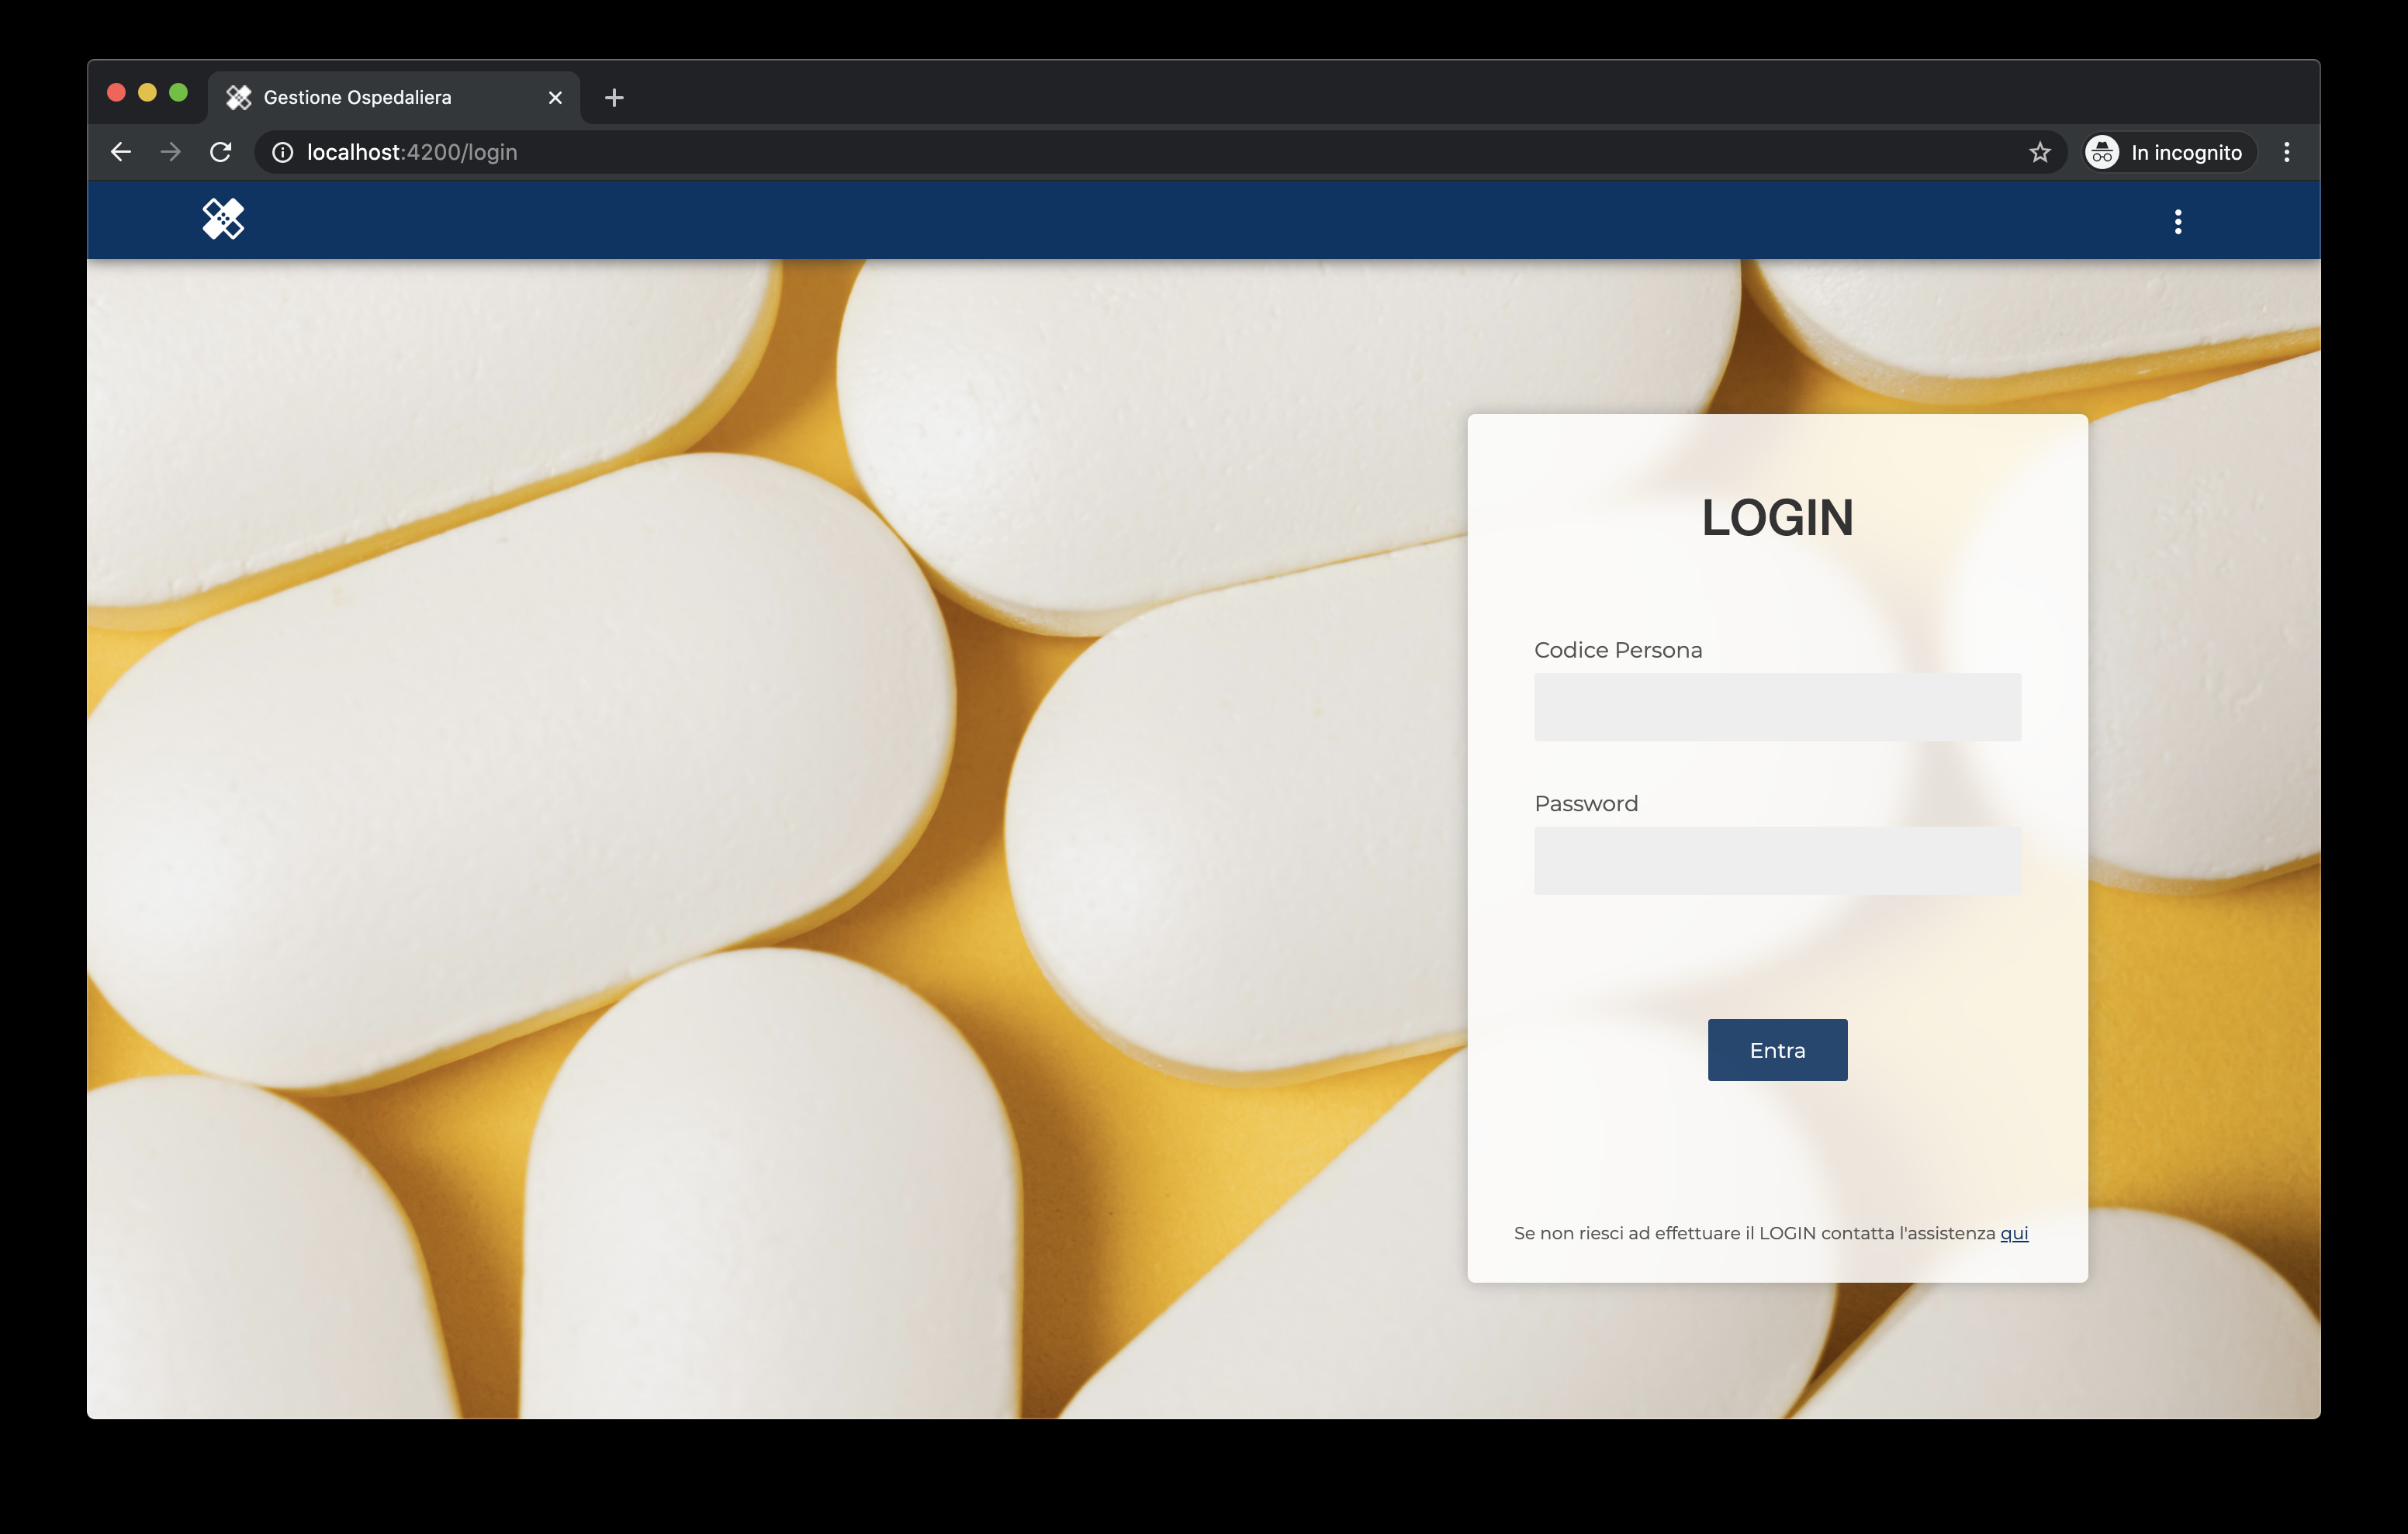 Gestione Ospedaliera
localhost:4200/login
In incognito
LOGIN
Codice Persona
Password
Entra
Se non riesci ad effettuare il LOGIN contatta l'assistenza qui